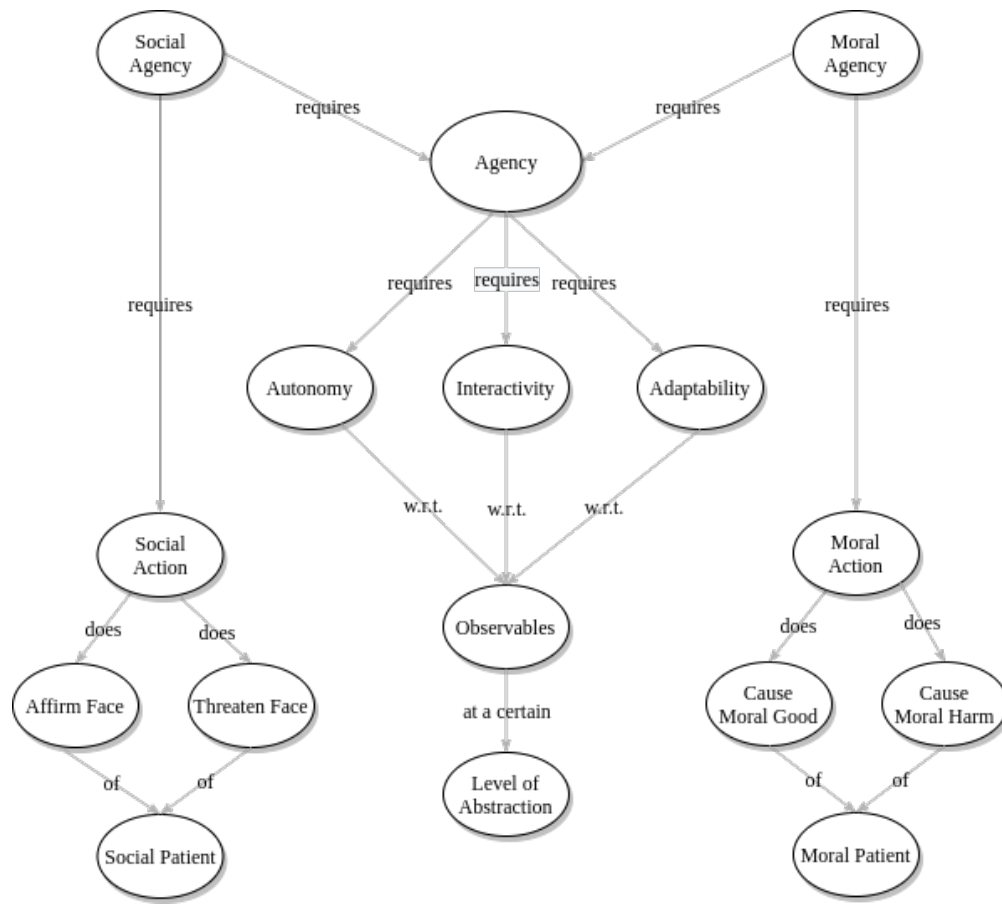 Social
Agency
Moral
Agency
requires
requires
Agency
requires
requires
requires
requires
requires
Autonomy
Interactivity
Adaptability
w.r.t.
w.r.t.
w.r.t.
Social
Action
Moral
Action
does
does
Observables
does
does
Affirm Face
Threaten Face
at a certain
Cause
Moral Good
Cause
Moral Harm
of
of
Level of
Abstraction
of
of
Social Patient
Moral Patient